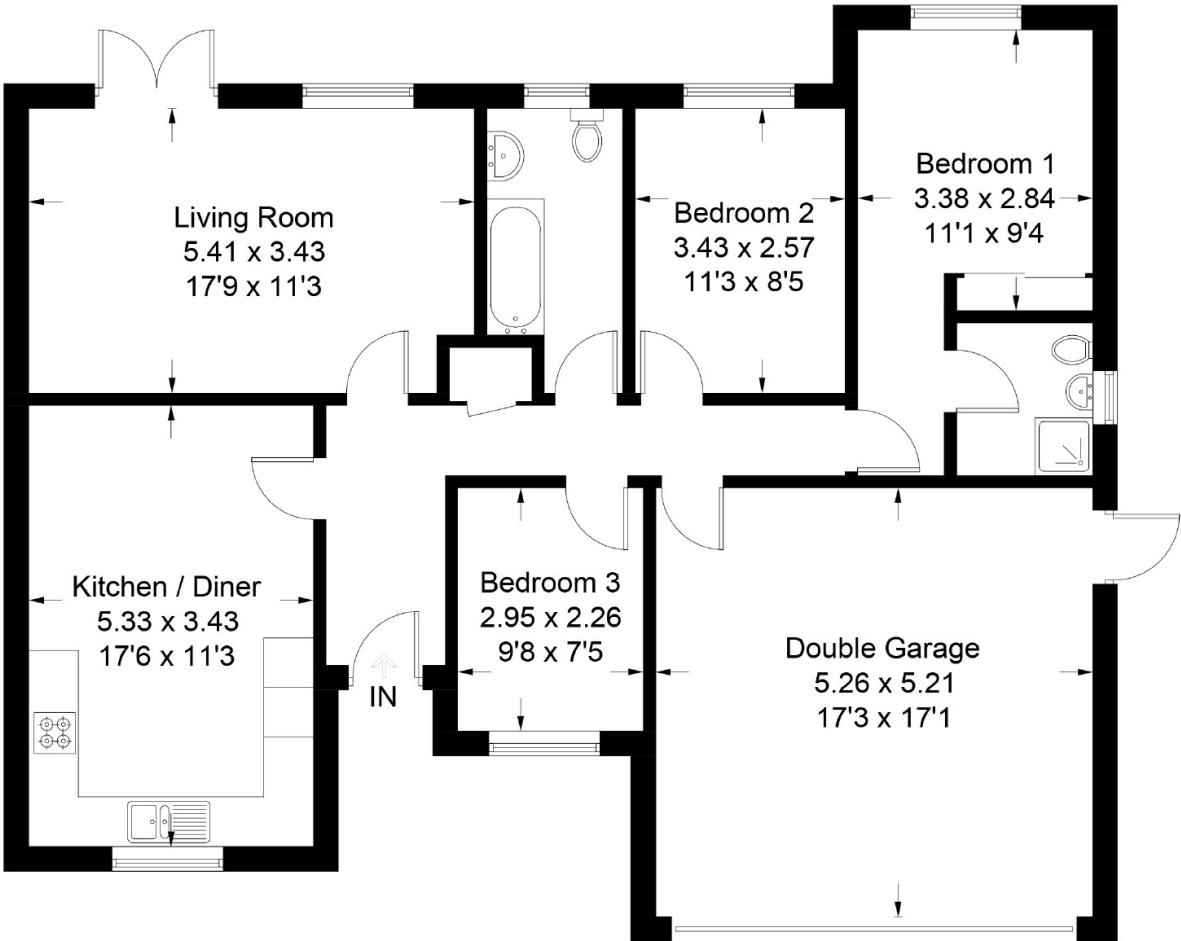 Living Room
5.41 x 3.43
17'9 x 11'3
Bedroom 2
3.43 x 2.57
11'3 x 8'5
Bedroom 1
3.38 x 2.84
11'1 x 9'4
Kitchen / Diner
5.33 x 3.43
17'6 x 11'3
IN
Bedroom 3
2.95 x 2.26
9'8 x 7'5
Double Garage
5.26 x 5.21
17'3 x 17'1